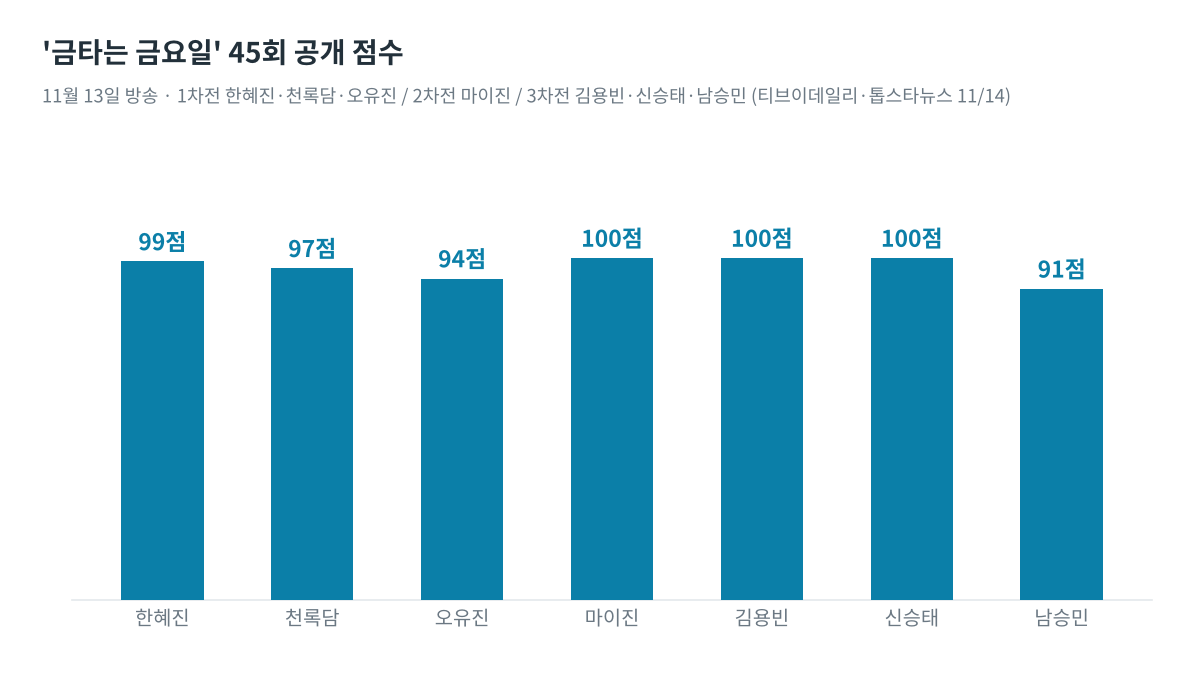 '금타는 금요일' 45회 공개 점수
11월 13일 방송 · 1차전 한혜진·천록담·오유진 / 2차전 마이진 / 3차전 김용빈·신승태·남승민 (티브이데일리·톱스타뉴스 11/14)
99점 97점 94점 100점 100점 100점 91점
한혜진 천록담 오유진 마이진 김용빈 신승태 남승민